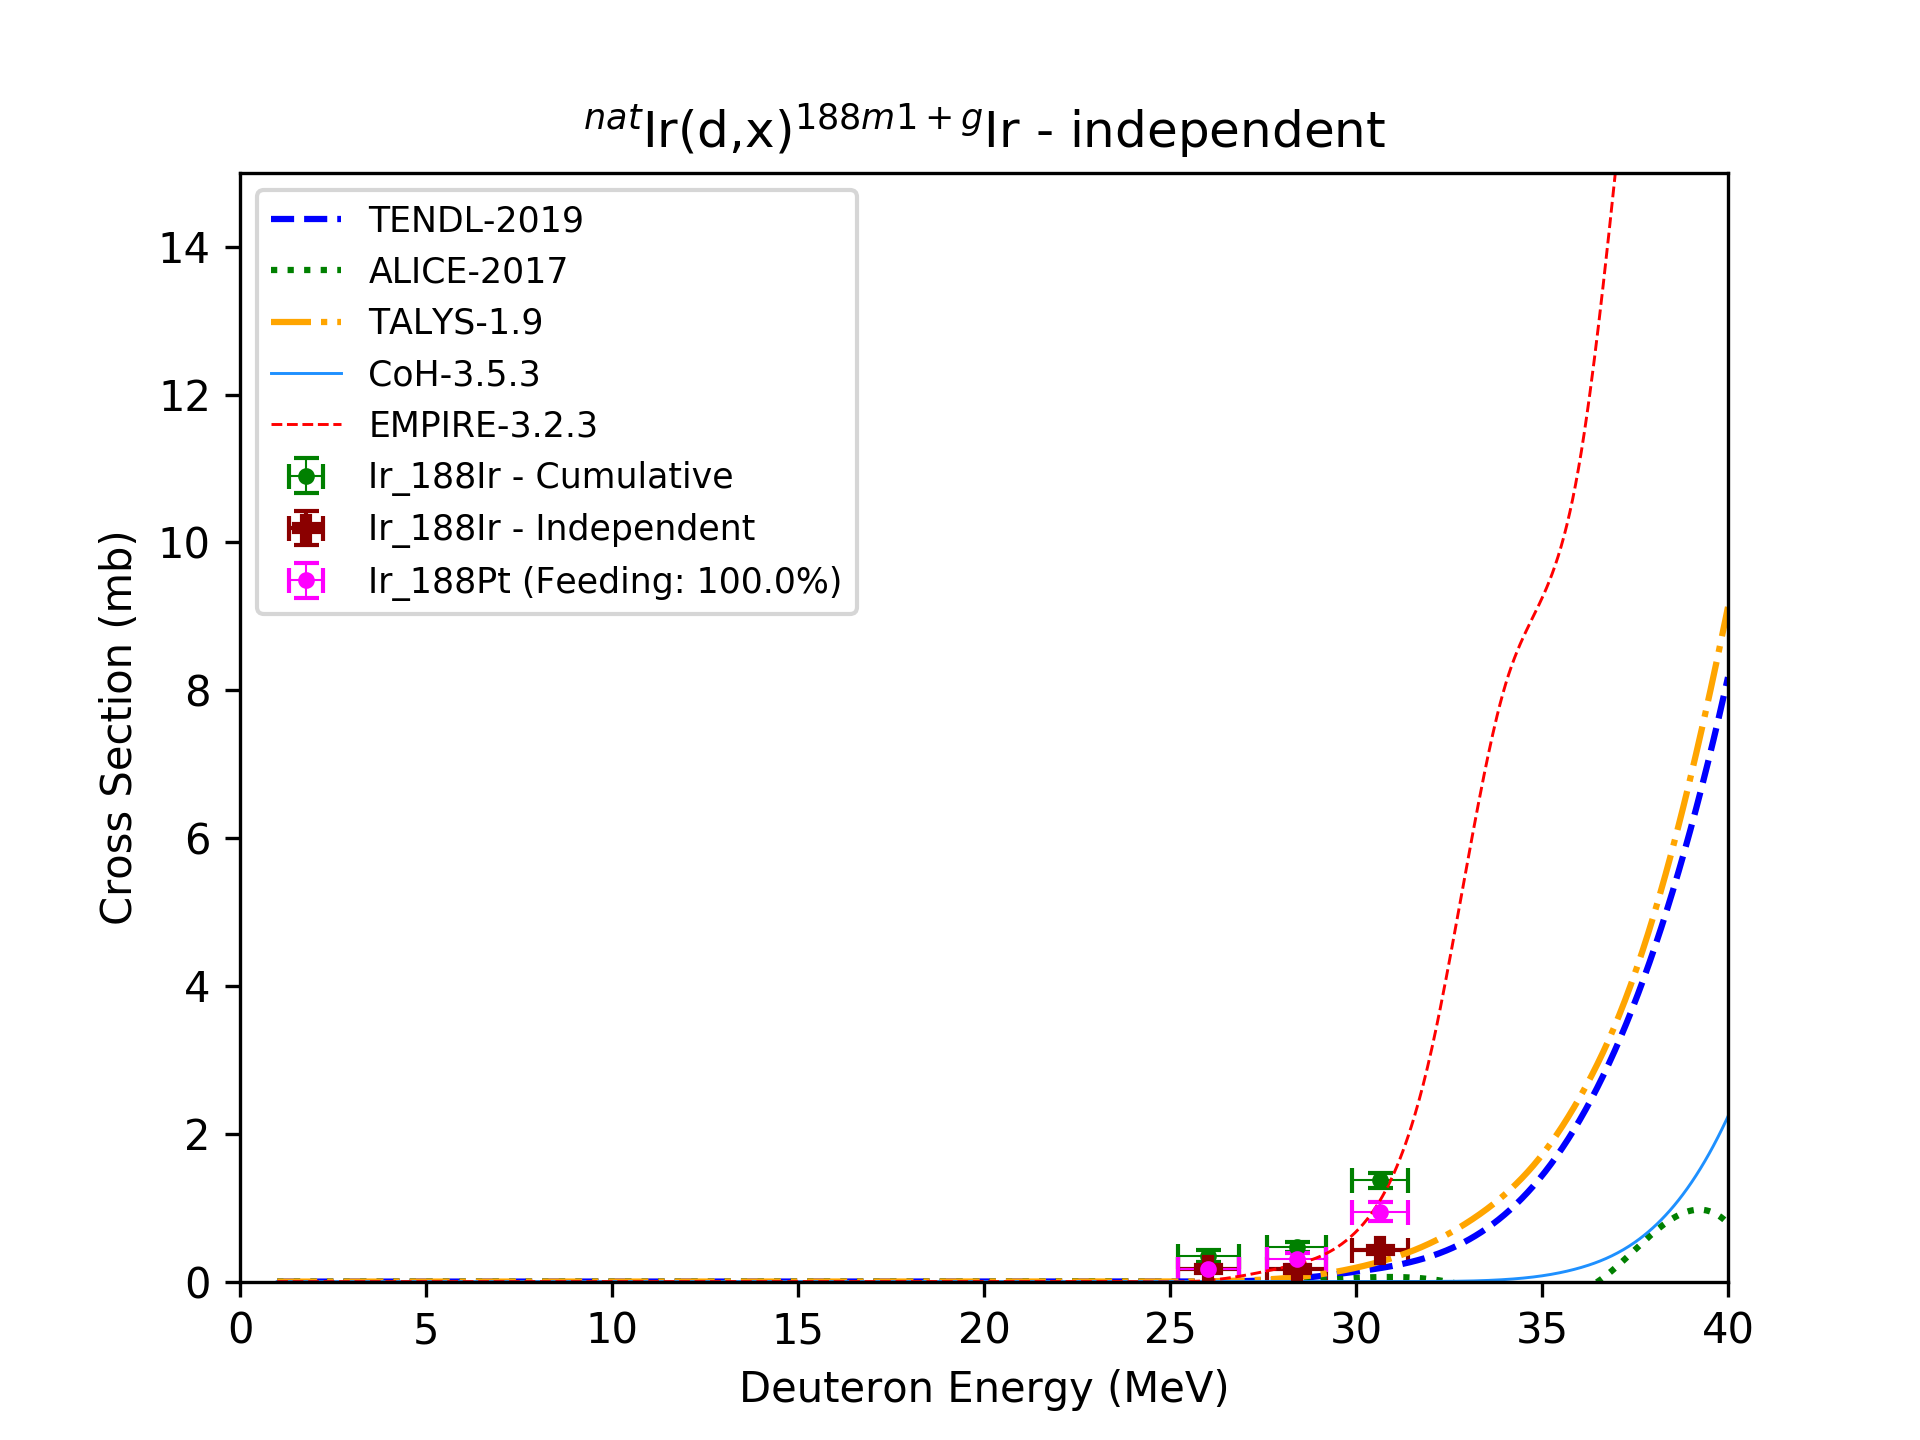 natIr(d,x)188m1+gIr - independent
TENDL-2019
ALICE-2017
TALYS-1.9
CoH-3.5.3
EMPIRE-3.2.3
Ir_188Ir - Cumulative
Ir_188Ir - Independent
Ir_188Pt (Feeding: 100.0%)
Cross Section (mb)
14
12
10
8
6
4
2
0
0 5 10 15 20 25 30 35 40
Deuteron Energy (MeV)